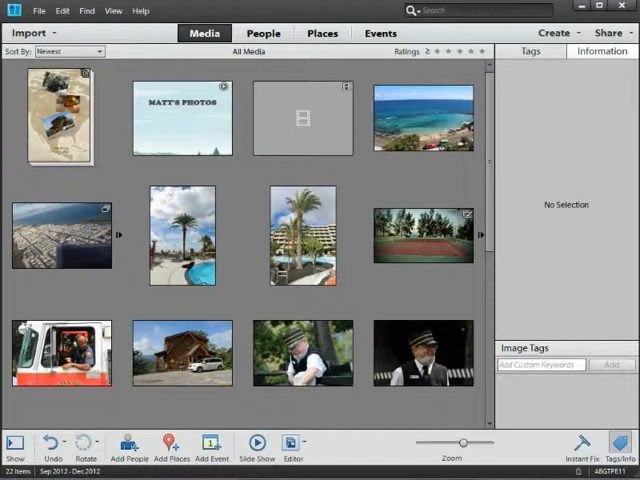 File Edit Find View Help Search
Import Media People Places Events Create Share
Sort By: Newest All Media Ratings ≥ Tags Information
MATT'S PHOTOS
No Selection
Image Tags
Add Custom Keywords Add
Show Undo Rotate Add People Add Places Add Event Slide Show Editor Zoom Instant Fix Tags/Info
22 Items Sep 2012 - Dec 2012 ABGTPE11